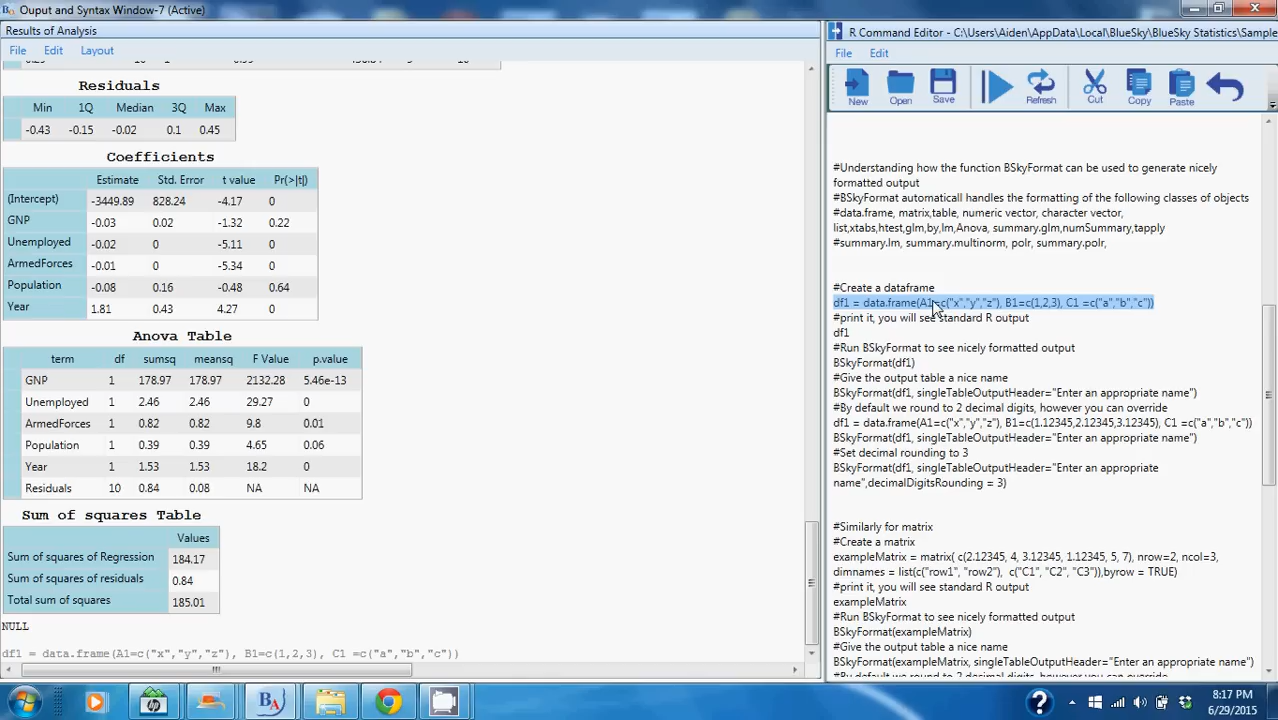 Ouput and Syntax Window-7 (Active)
Results of Analysis
File Edit Layout
Residuals
Min 1Q Median 3Q Max
-0.43 -0.15 -0.02 0.1 0.45
Coefficients
Estimate Std. Error t value Pr(>|t|)
(Intercept) -3449.89 828.24 -4.17 0
GNP -0.03 0.02 -1.32 0.22
Unemployed -0.02 0 -5.11 0
ArmedForces -0.01 0 -5.34 0
Population -0.08 0.16 -0.48 0.64
Year 1.81 0.43 4.27 0
Anova Table
term df sumsq meansq F Value p.value
GNP 1 178.97 178.97 2132.28 5.46e-13
Unemployed 1 2.46 2.46 29.27 0
ArmedForces 1 0.82 0.82 9.8 0.01
Population 1 0.39 0.39 4.65 0.06
Year 1 1.53 1.53 18.2 0
Residuals 10 0.84 0.08 NA NA
Sum of squares Table
Values
Sum of squares of Regression 184.17
Sum of squares of residuals 0.84
Total sum of squares 185.01
NULL
df1 = data.frame(A1=c("x","y","z"), B1=c(1,2,3), C1 =c("a","b","c"))
R Command Editor - C:\Users\Aiden\AppData\Local\BlueSky\BlueSky Statistics\Sample
File Edit
New Open Save Refresh Cut Copy Paste
#Understanding how the function BSkyFormat can be used to generate nicely
formatted output
#BSkyFormat automaticall handles the formatting of the following classes of objects
#data.frame, matrix,table, numeric vector, character vector,
list,xtabs,htest,glm,by,lm,Anova, summary.glm,numSummary,tapply
#summary.lm, summary.multinorm, polr, summary.polr,
#Create a dataframe
df1 = data.frame(A1=c("x","y","z"), B1=c(1,2,3), C1 =c("a","b","c"))
#print it, you will see standard R output
df1
#Run BSkyFormat to see nicely formatted output
BSkyFormat(df1)
#Give the output table a nice name
BSkyFormat(df1, singleTableOutputHeader="Enter an appropriate name")
#By default we round to 2 decimal digits, however you can override
df1 = data.frame(A1=c("x","y","z"), B1=c(1.12345,2.12345,3.12345), C1 =c("a","b","c"))
BSkyFormat(df1, singleTableOutputHeader="Enter an appropriate name")
#Set decimal rounding to 3
BSkyFormat(df1, singleTableOutputHeader="Enter an appropriate
name",decimalDigitsRounding = 3)
#Similarly for matrix
#Create a matrix
exampleMatrix = matrix( c(2.12345, 4, 3.12345, 1.12345, 5, 7), nrow=2, ncol=3,
dimnames = list(c("row1", "row2"), c("C1", "C2", "C3")),byrow = TRUE)
#print it, you will see standard R output
exampleMatrix
#Run BSkyFormat to see nicely formatted output
BSkyFormat(exampleMatrix)
#Give the output table a nice name
BSkyFormat(exampleMatrix, singleTableOutputHeader="Enter an appropriate name")
#By default we round to 2 decimal digits, however you can override
8:17 PM
6/29/2015